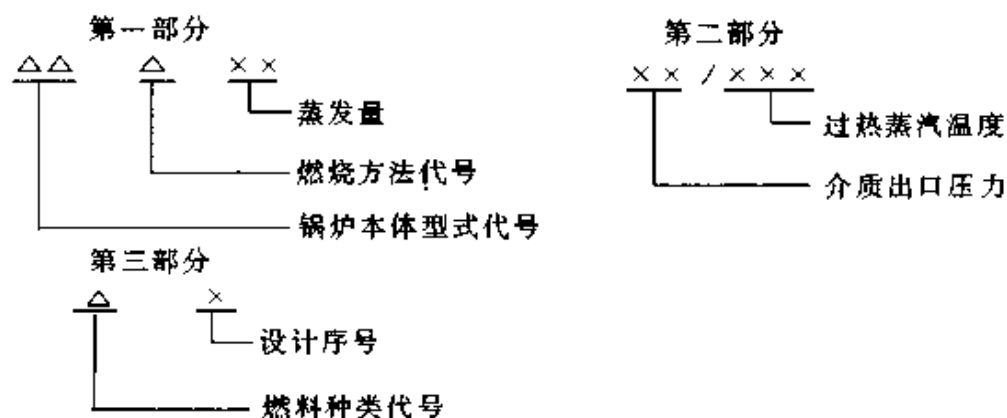 第一部分
△△ △ ××
蒸发量
燃烧方法代号
锅炉本体型式代号
第二部分
×× / ×××
过热蒸汽温度
介质出口压力
第三部分
△ ×
设计序号
燃料种类代号